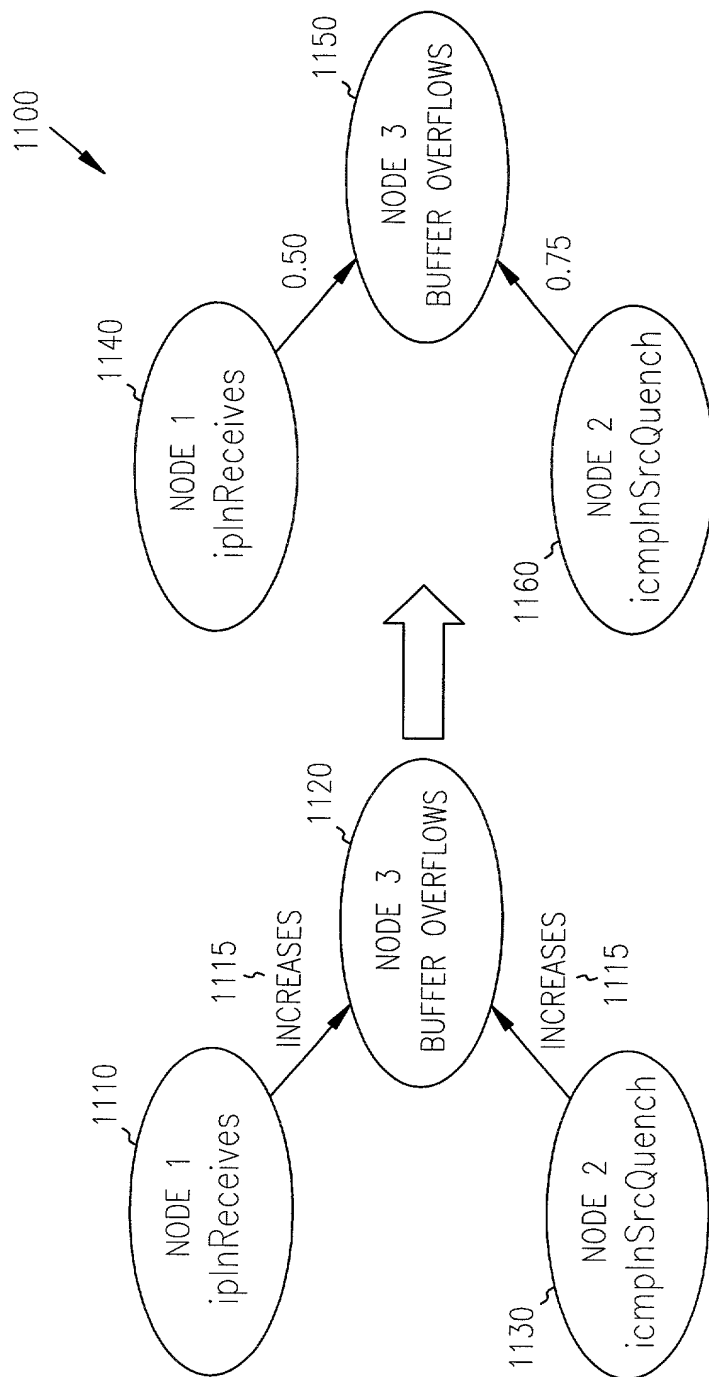 1100
1110
NODE 1
ipInReceives
1115
INCREASES
1120
NODE 3
BUFFER OVERFLOWS
INCREASES
1115
1130
NODE 2
icmpInSrcQuench
1140
NODE 1
ipInReceives
0.50
1150
NODE 3
BUFFER OVERFLOWS
0.75
1160
NODE 2
icmpInSrcQuench